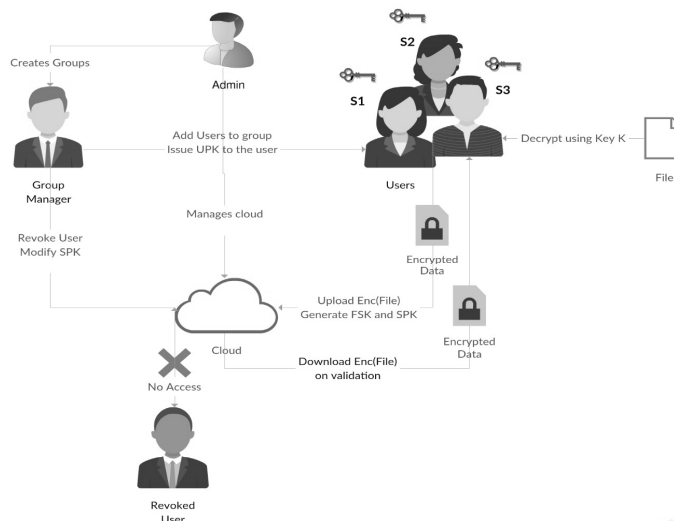 S2
Creates Groups
Admin
S1
S3
Add Users to group
Issue UPK to the user
Decrypt using Key K
Group
Manager
Users
File
Manages cloud
Revoke User
Modify SPK
Encrypted
Data
Upload Enc(File)
Generate FSK and SPK
Cloud
Encrypted
Data
Download Enc(File)
on validation
No Access
Revoked
User